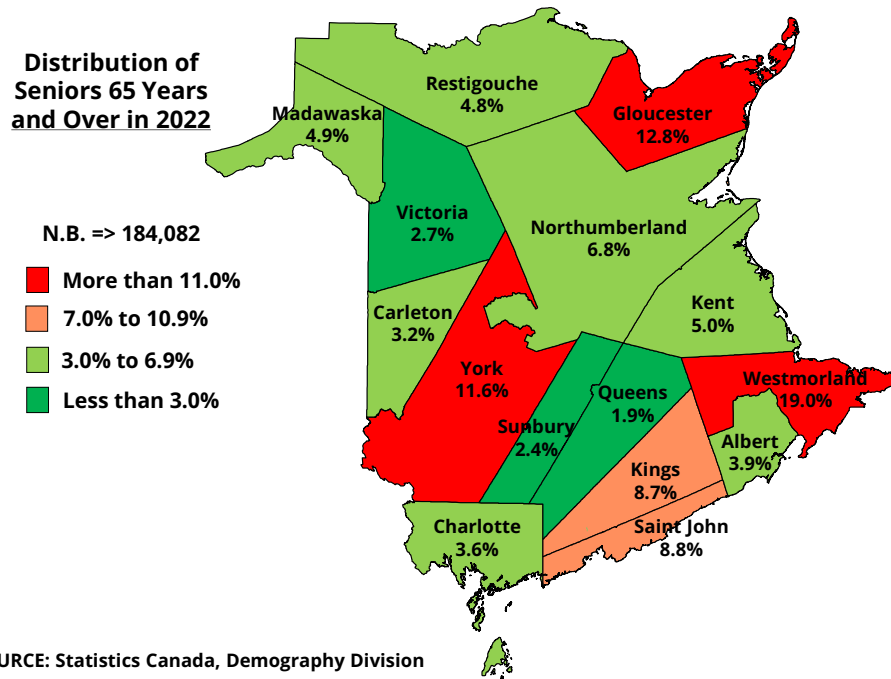 Distribution of
Seniors 65 Years
and Over in 2022
Restigouche
4.8%
Gloucester
12.8%
Madawaska
4.9%
Victoria
2.7%
Northumberland
6.8%
N.B. => 184,082
More than 11.0%
7.0% to 10.9%
3.0% to 6.9%
Less than 3.0%
Carleton
3.2%
Kent
5.0%
York
11.6%
Westmorland
19.0%
Queens
1.9%
Sunbury
2.4%
Albert
3.9%
Kings
8.7%
Charlotte
3.6%
Saint John
8.8%
URCE: Statistics Canada, Demography Division